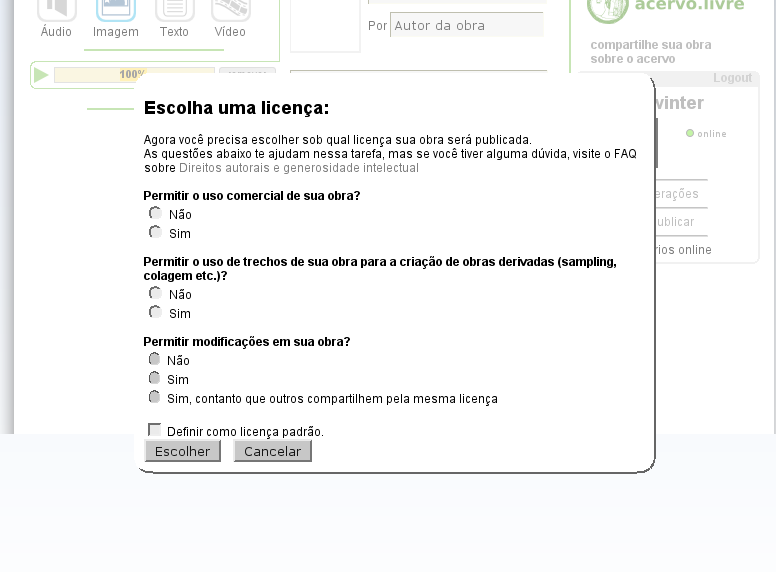 acervo.livre
Áudio Imagem Texto Vídeo
Por Autor da obra
compartilhe sua obra
sobre o acervo
100%
Logout
vinter
online
erações
ublicar
rios online
Escolha uma licença:
Agora você precisa escolher sob qual licença sua obra será publicada.
As questões abaixo te ajudam nessa tarefa, mas se você tiver alguma dúvida, visite o FAQ
sobre Direitos autorais e generosidade intelectual
Permitir o uso comercial de sua obra?
Não
Sim
Permitir o uso de trechos de sua obra para a criação de obras derivadas (sampling,
colagem etc.)?
Não
Sim
Permitir modificações em sua obra?
Não
Sim
Sim, contanto que outros compartilhem pela mesma licença
Definir como licença padrão.
Escolher Cancelar